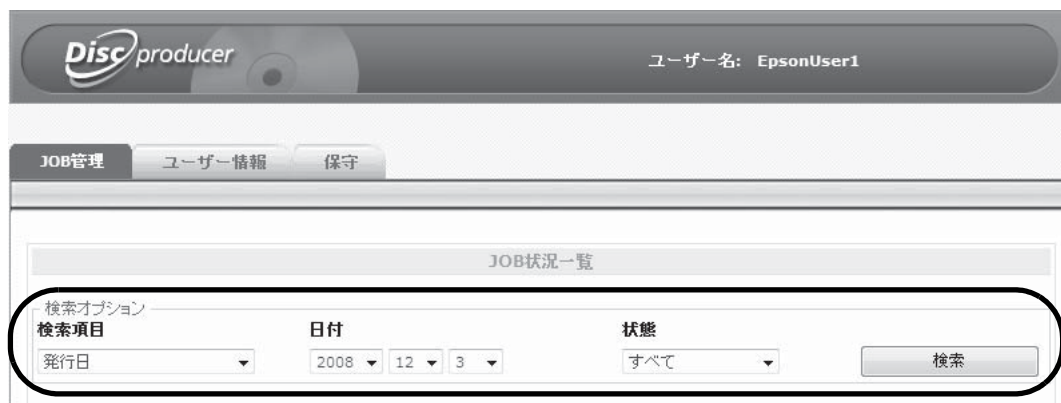 Disc producer
ユーザー名: EpsonUser1
JOB管理 ユーザー情報 保守
JOB状況一覧
検索オプション
検索項目 日付 状態
発行日 2008 12 3 すべて 検索